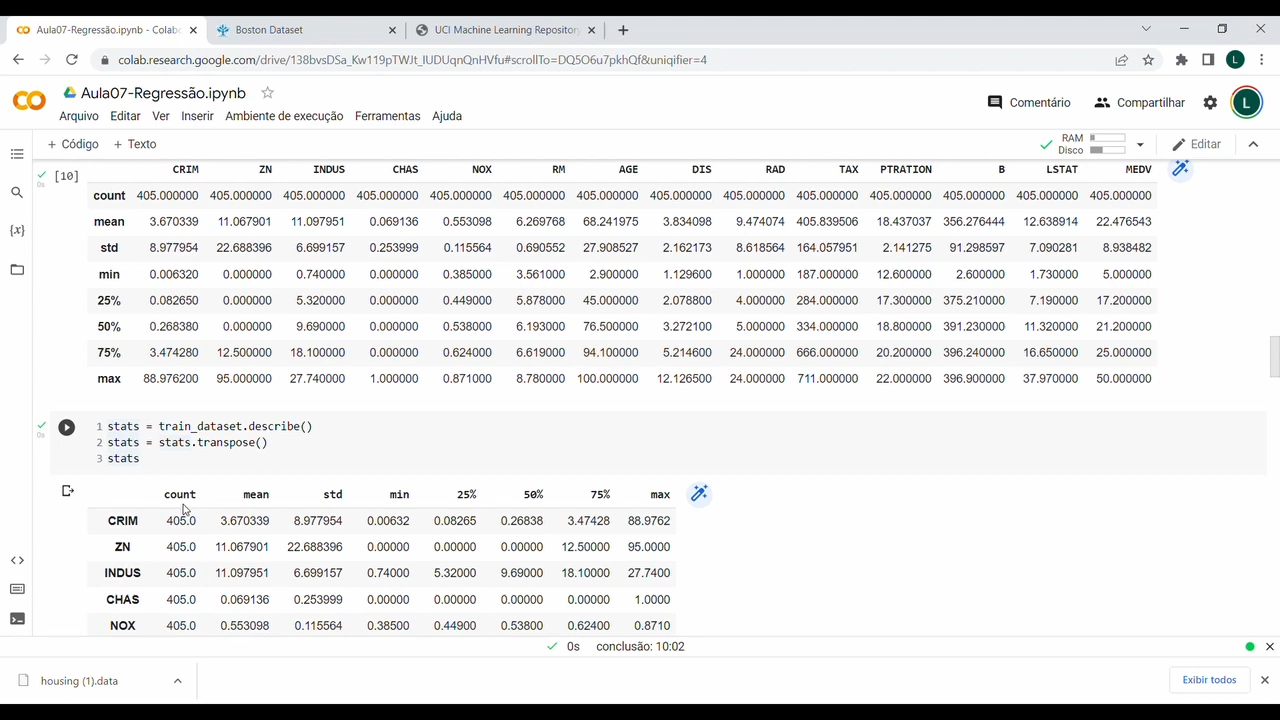 Aula07-Regressão.ipynb - Colab
Boston Dataset
UCI Machine Learning Repository
colab.research.google.com/drive/138bvsDSa_Kw119pTWJt_IUDUqnQnHVfu#scrollTo=DQ5O6u7pkhQf&uniqifier=4
L
Aula07-Regressão.ipynb
Arquivo Editar Ver Inserir Ambiente de execução Ferramentas Ajuda
Comentário Compartilhar L
+ Código + Texto
RAM
Disco
Editar
[10]
0s
CRIM ZN INDUS CHAS NOX RM AGE DIS RAD TAX PTRATION B LSTAT MEDV
count 405.000000 405.000000 405.000000 405.000000 405.000000 405.000000 405.000000 405.000000 405.000000 405.000000 405.000000 405.000000 405.000000 405.000000
mean 3.670339 11.067901 11.097951 0.069136 0.553098 6.269768 68.241975 3.834098 9.474074 405.839506 18.437037 356.276444 12.638914 22.476543
std 8.977954 22.688396 6.699157 0.253999 0.115564 0.690552 27.908527 2.162173 8.618564 164.057951 2.141275 91.298597 7.090281 8.938482
min 0.006320 0.000000 0.740000 0.000000 0.385000 3.561000 2.900000 1.129600 1.000000 187.000000 12.600000 2.600000 1.730000 5.000000
25% 0.082650 0.000000 5.320000 0.000000 0.449000 5.878000 45.000000 2.078800 4.000000 284.000000 17.300000 375.210000 7.190000 17.200000
50% 0.268380 0.000000 9.690000 0.000000 0.538000 6.193000 76.500000 3.272100 5.000000 334.000000 18.800000 391.230000 11.320000 21.200000
75% 3.474280 12.500000 18.100000 0.000000 0.624000 6.619000 94.100000 5.214600 24.000000 666.000000 20.200000 396.240000 16.650000 25.000000
max 88.976200 95.000000 27.740000 1.000000 0.871000 8.780000 100.000000 12.126500 24.000000 711.000000 22.000000 396.900000 37.970000 50.000000
0s
1 stats = train_dataset.describe()
2 stats = stats.transpose()
3 stats
count mean std min 25% 50% 75% max
CRIM 405.0 3.670339 8.977954 0.00632 0.08265 0.26838 3.47428 88.9762
ZN 405.0 11.067901 22.688396 0.00000 0.00000 0.00000 12.50000 95.0000
INDUS 405.0 11.097951 6.699157 0.74000 5.32000 9.69000 18.10000 27.7400
CHAS 405.0 0.069136 0.253999 0.00000 0.00000 0.00000 0.00000 1.0000
NOX 405.0 0.553098 0.115564 0.38500 0.44900 0.53800 0.62400 0.8710
0s conclusão: 10:02
housing (1).data
Exibir todos